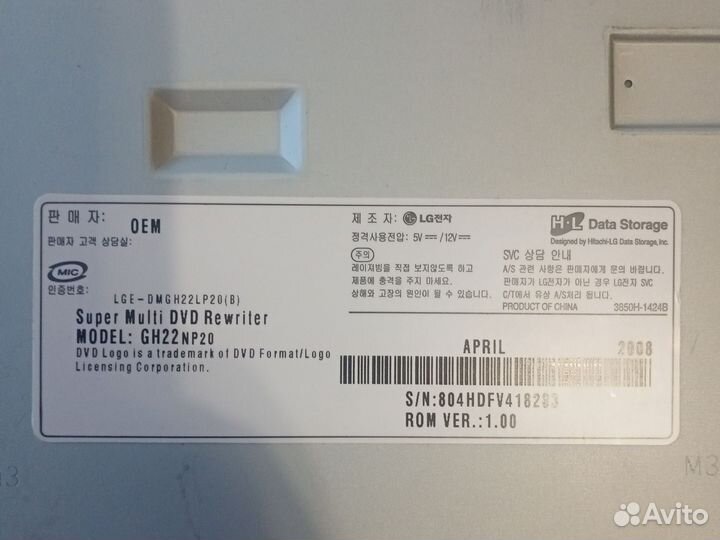 판 매 자: OEM
판매자 고객 상담실:
MIC
인증번호: LGE-DMGH22LP20(B)
Super Multi DVD Rewriter
MODEL: GH22NP20
DVD Logo is a trademark of DVD Format/Logo
Licensing Corporation.
제 조 자: LG전자
정격사용전압: 5V⎓/12V⎓
주의
레이져빔을 직접 보지않도록 하고
제품에 충격을 주지 마세요.
상해와 고장의 원인이 될 수 있습니다.
H·L Data Storage
Designed by Hitachi-LG Data Storage, Inc.
SVC 상담 안내
A/S 관련 사항은 판매자에게 문의 바랍니다.
판매자가 LG전자가 아닌 경우 LG전자 SVC
C/T에서 유상 A/S처리 됩니다.
PRODUCT OF CHINA 3850H-1424B
APRIL 2008
S/N:804HDFV418293
ROM VER.:1.00
M3
Avito